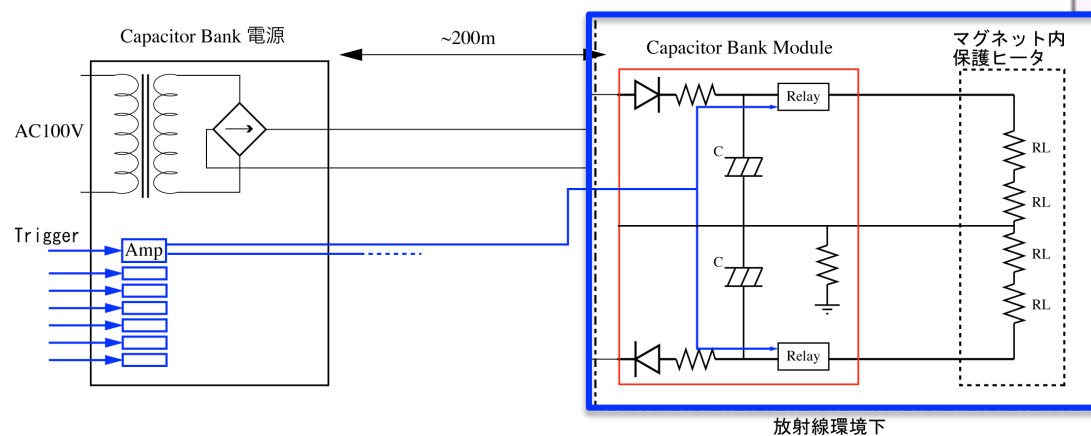 Capacitor Bank 電源
~200m
Capacitor Bank Module
マグネット内
保護ヒータ
AC100V
Relay
C
RL
RL
Trigger
Amp
RL
C
RL
Relay
放射線環境下